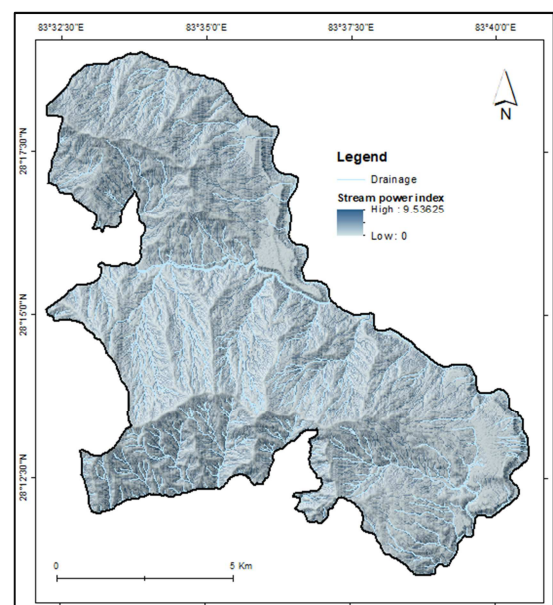 83°32'30"E 83°35'0"E 83°37'30"E 83°40'0"E
28°17'30"N
28°15'0"N
28°12'30"N
N
Legend
Drainage
Stream power index
High : 9.53625
Low : 0
0 5 Km